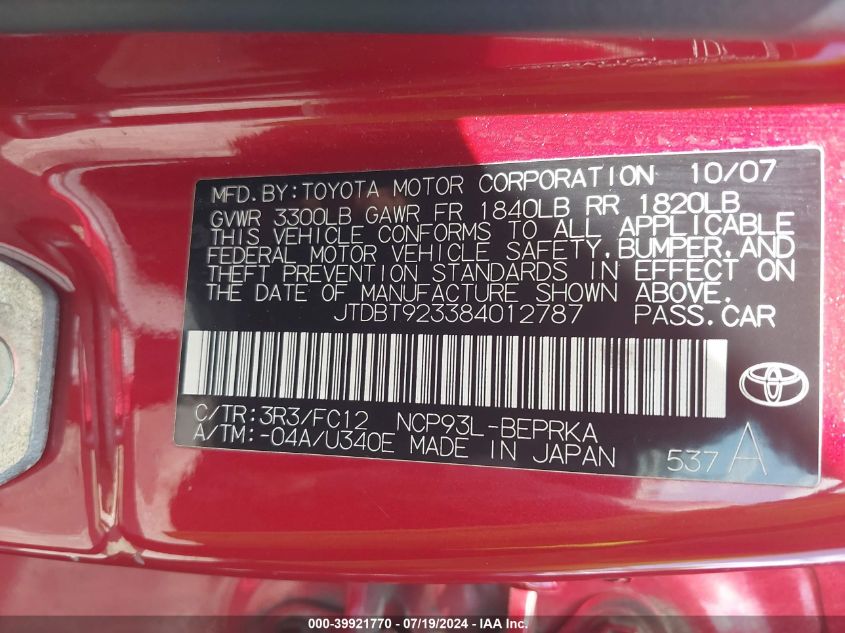 MFD. BY: TOYOTA MOTOR CORPORATION 10/07
GVWR 3300LB GAWR FR 1840LB RR 1820LB
THIS VEHICLE CONFORMS TO ALL APPLICABLE
FEDERAL MOTOR VEHICLE SAFETY, BUMPER, AND
THEFT PREVENTION STANDARDS IN EFFECT ON
THE DATE OF MANUFACTURE SHOWN ABOVE.
JTDBT923384012787 PASS. CAR
C/TR: 3R3/FC12 NCP93L-BEPRKA
A/TM: -04A/U340E MADE IN JAPAN 537 A
000-39921770 - 07/19/2024 - IAAI.com